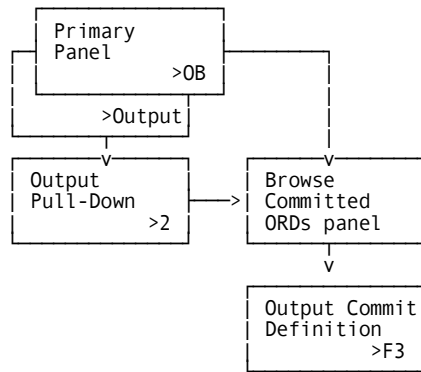 Primary
Panel
>OB
>Output
Output
Pull-Down
>2
Browse
Committed
ORDs panel
Output Commit
Definition
>F3